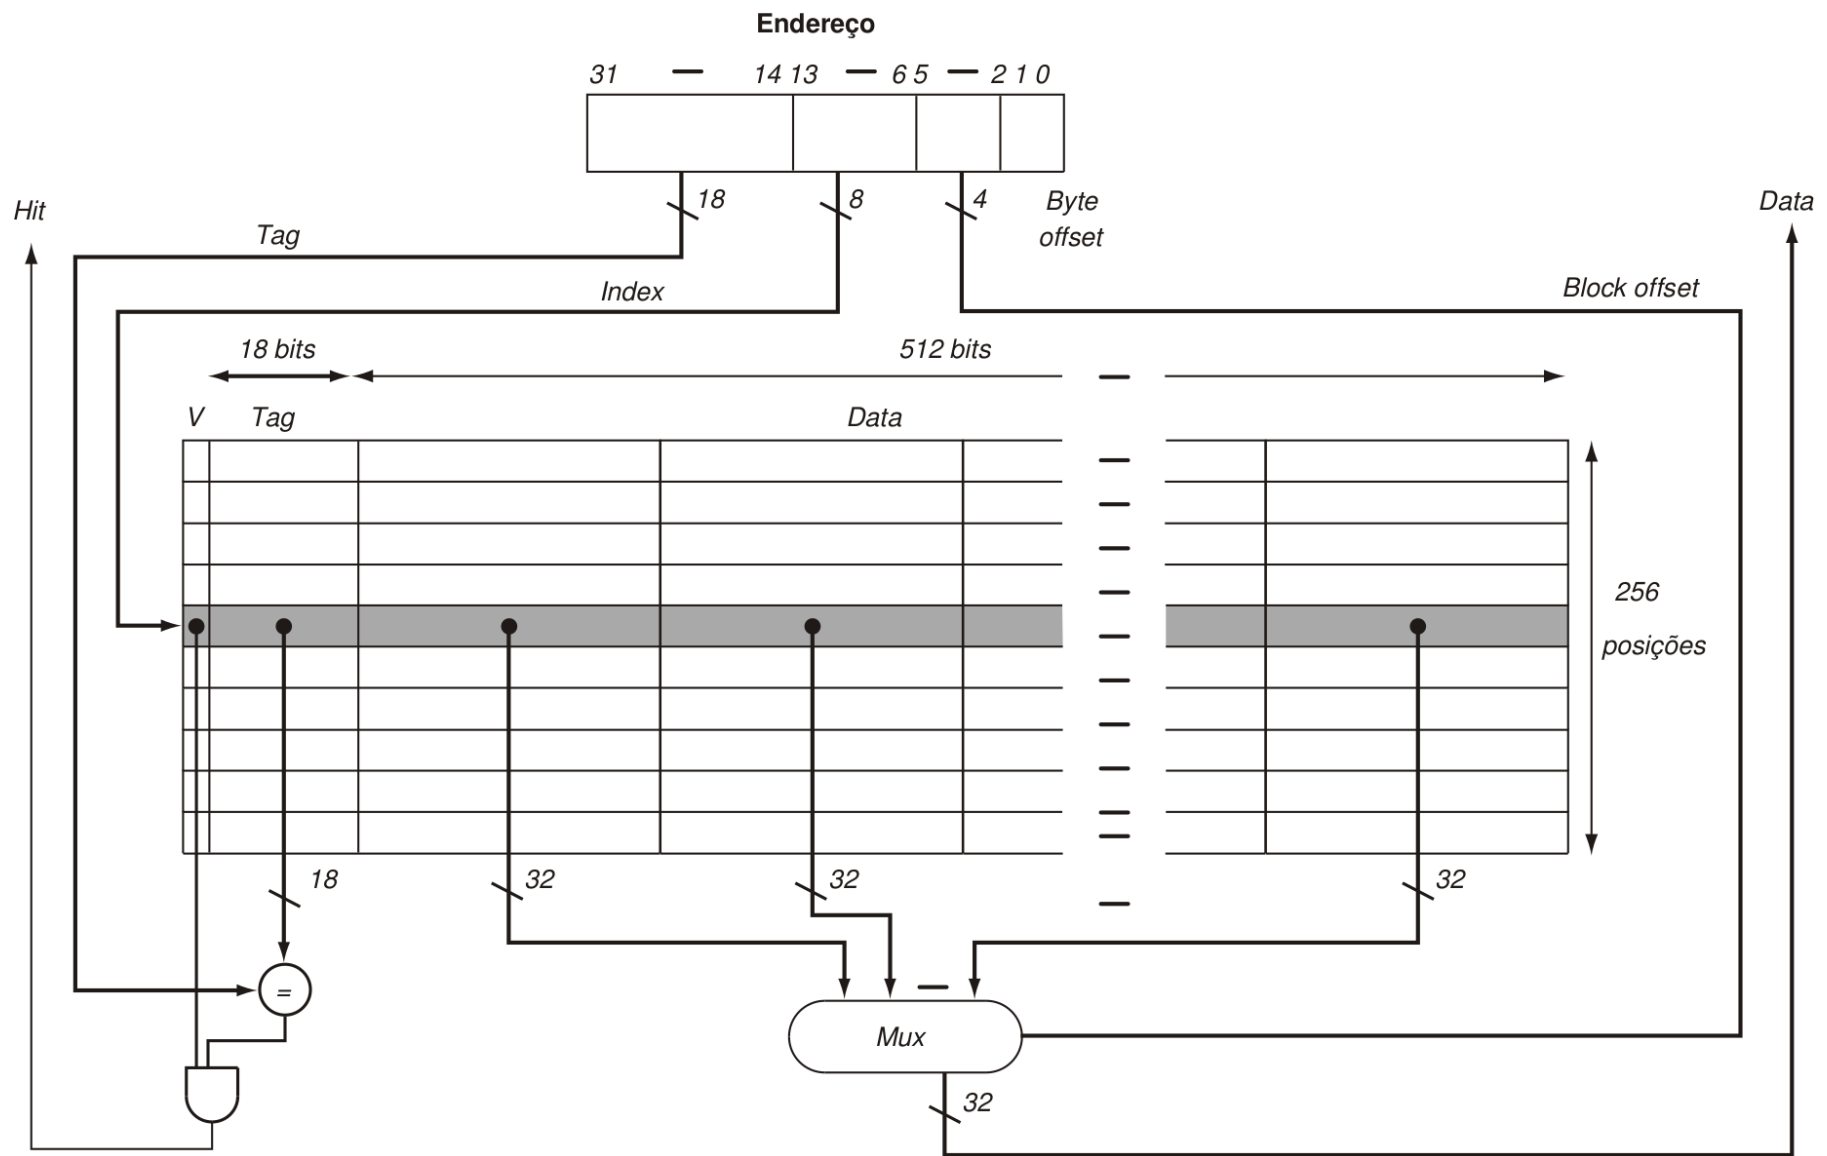 Endereço
31 — 14 13 — 6 5 — 2 1 0
18
8
4
Byte
offset
Hit
Data
Tag
Index
Block offset
18 bits
512 bits
—
V
Tag
Data
256
posições
18
32
32
32
=
Mux
32